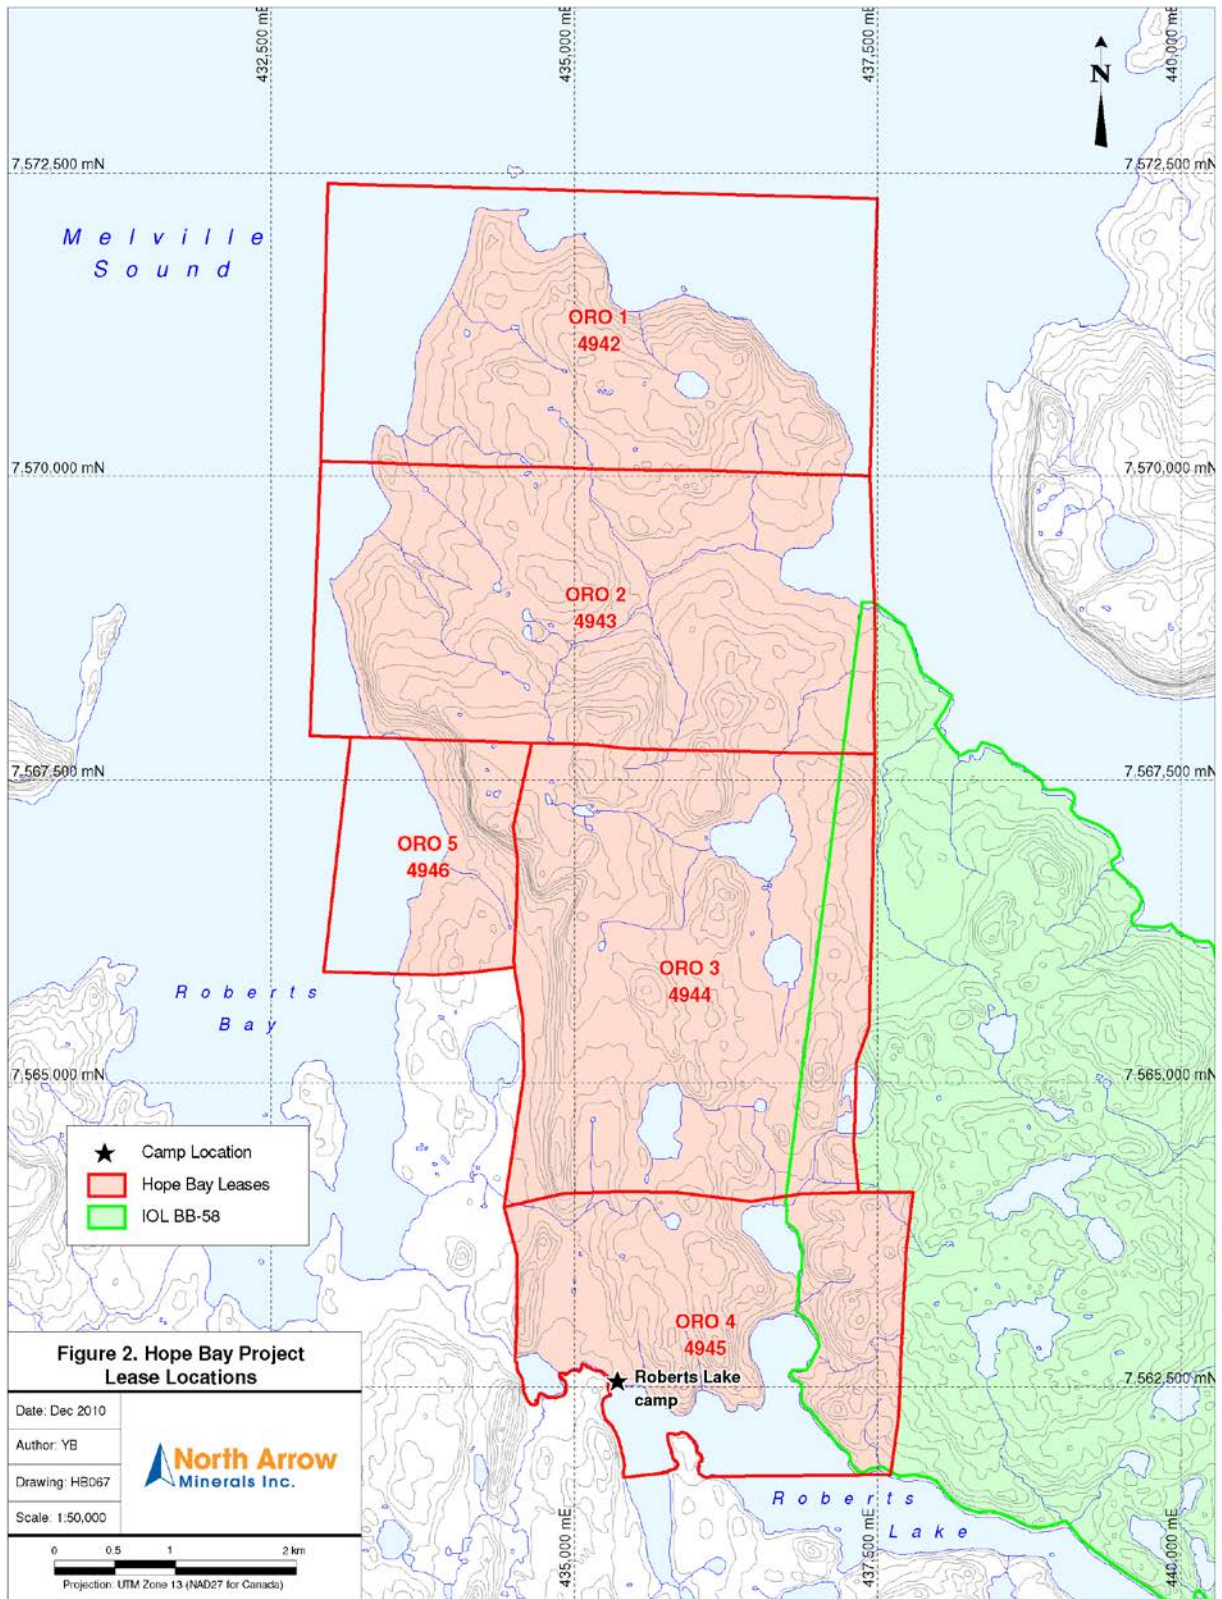 432,500 mE
435,000 mE
437,500 mE
440,000 mE
N
7,572,500 mN
7,572,500 mN
M e l v i l l e
S o u n d
ORO 1
4942
7,570,000 mN
7,570,000 mN
ORO 2
4943
7,567,500 mN
7,567,500 mN
ORO 5
4946
ORO 3
4944
R o b e r t s
B a y
7,565,000 mN
7,565,000 mN
Camp Location
Hope Bay Leases
IOL BB-58
ORO 4
4945
Roberts Lake
camp
7,562,500 mN
Figure 2. Hope Bay Project
Lease Locations
Date: Dec 2010
Author: YB
Drawing: HB067
Scale: 1:50,000
North Arrow
Minerals Inc.
0 0.5 1 2 km
Projection: UTM Zone 13 (NAD27 for Canada)
R o b e r t s
L a k e
435,000 mE
437,500 mE
440,000 mE